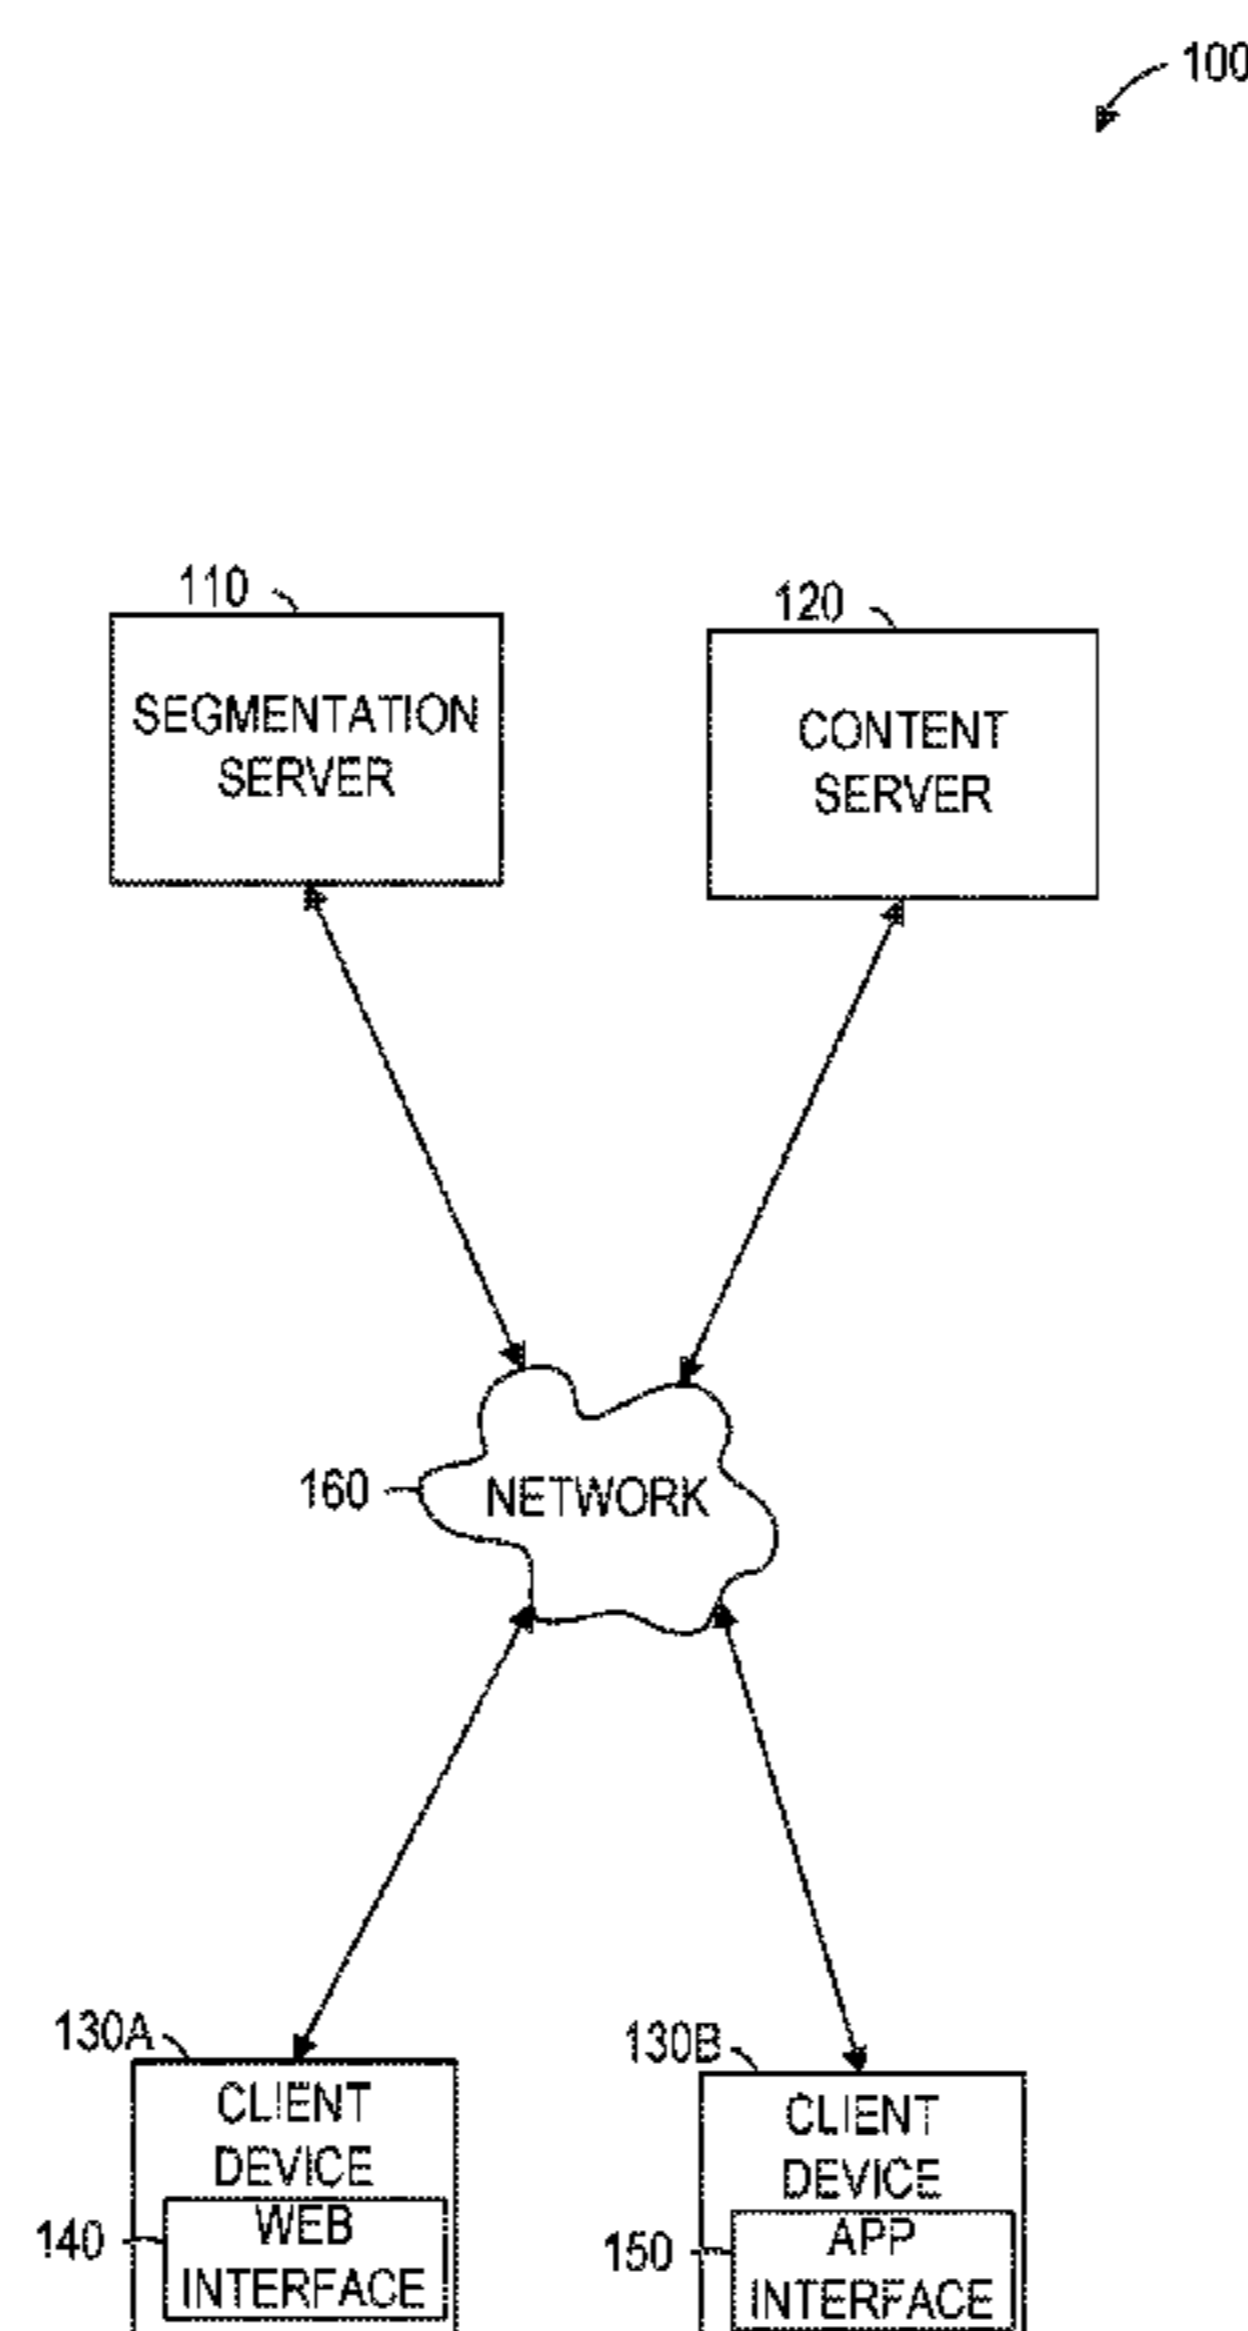 100
110
120
SEGMENTATION
SERVER
CONTENT
SERVER
160
NETWORK
130A
130B
CLIENT
DEVICE
CLIENT
DEVICE
140
WEB
INTERFACE
150
APP
INTERFACE